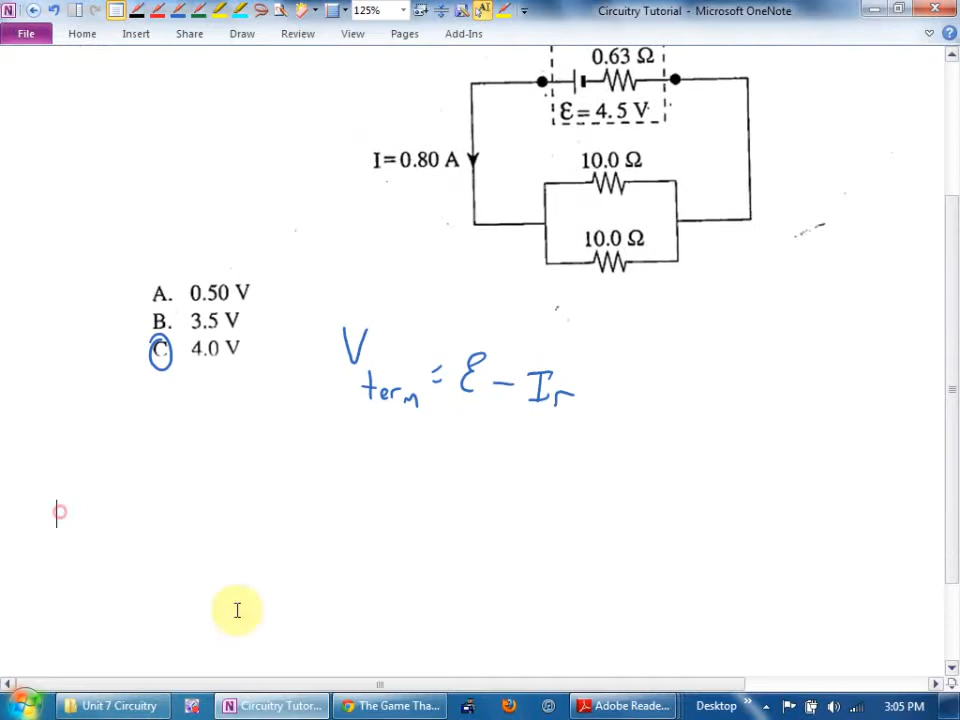 125%
Circuitry Tutorial - Microsoft OneNote
File Home Insert Share Draw Review View Pages Add-Ins
0.63 Ω
ℰ = 4.5 V
I = 0.80 A
10.0 Ω
10.0 Ω
A. 0.50 V
B. 3.5 V
C 4.0 V
V term = ℰ - Ir
Unit 7 Circuitry
Circuitry Tutor...
The Game Tha...
Adobe Reade...
Desktop
3:05 PM